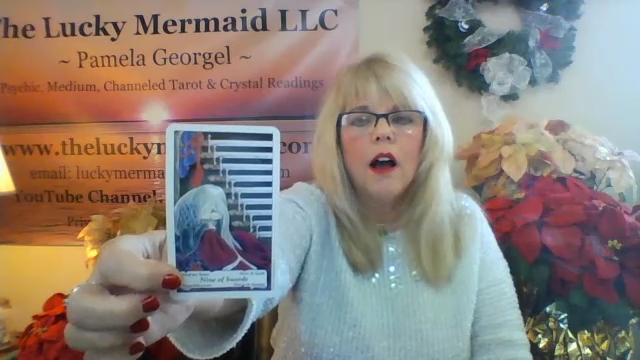 The Lucky Mermaid LLC
~ Pamela Georgel ~
Psychic, Medium, Channeled Tarot & Crystal Readings
www.theluckym
email: luckymerma
YouTube Channel
Nine of Swords